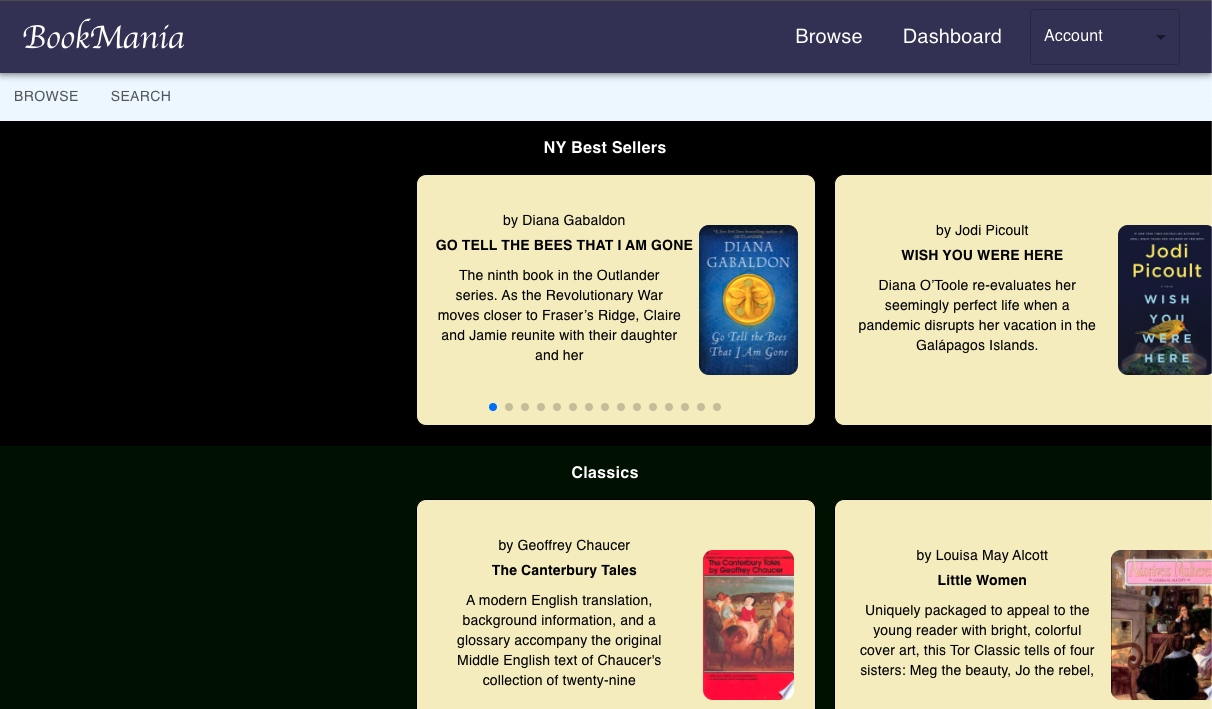 BookMania
Browse
Dashboard
Account
BROWSE
SEARCH
NY Best Sellers
by Diana Gabaldon
GO TELL THE BEES THAT I AM GONE
The ninth book in the Outlander
series. As the Revolutionary War
moves closer to Fraser’s Ridge, Claire
and Jamie reunite with their daughter
and her
DIANA
GABALDON
Go Tell the Bees
That I Am Gone
by Jodi Picoult
WISH YOU WERE HERE
Diana O’Toole re-evaluates her
seemingly perfect life when a
pandemic disrupts her vacation in the
Galápagos Islands.
Jodi
Picoult
WISH
YOU
WERE
HERE
Classics
by Geoffrey Chaucer
The Canterbury Tales
A modern English translation,
background information, and a
glossary accompany the original
Middle English text of Chaucer’s
collection of twenty-nine
The Canterbury Tales
by Geoffrey Chaucer
by Louisa May Alcott
Little Women
Uniquely packaged to appeal to the
young reader with bright, colorful
cover art, this Tor Classic tells of four
sisters: Meg the beauty, Jo the rebel,